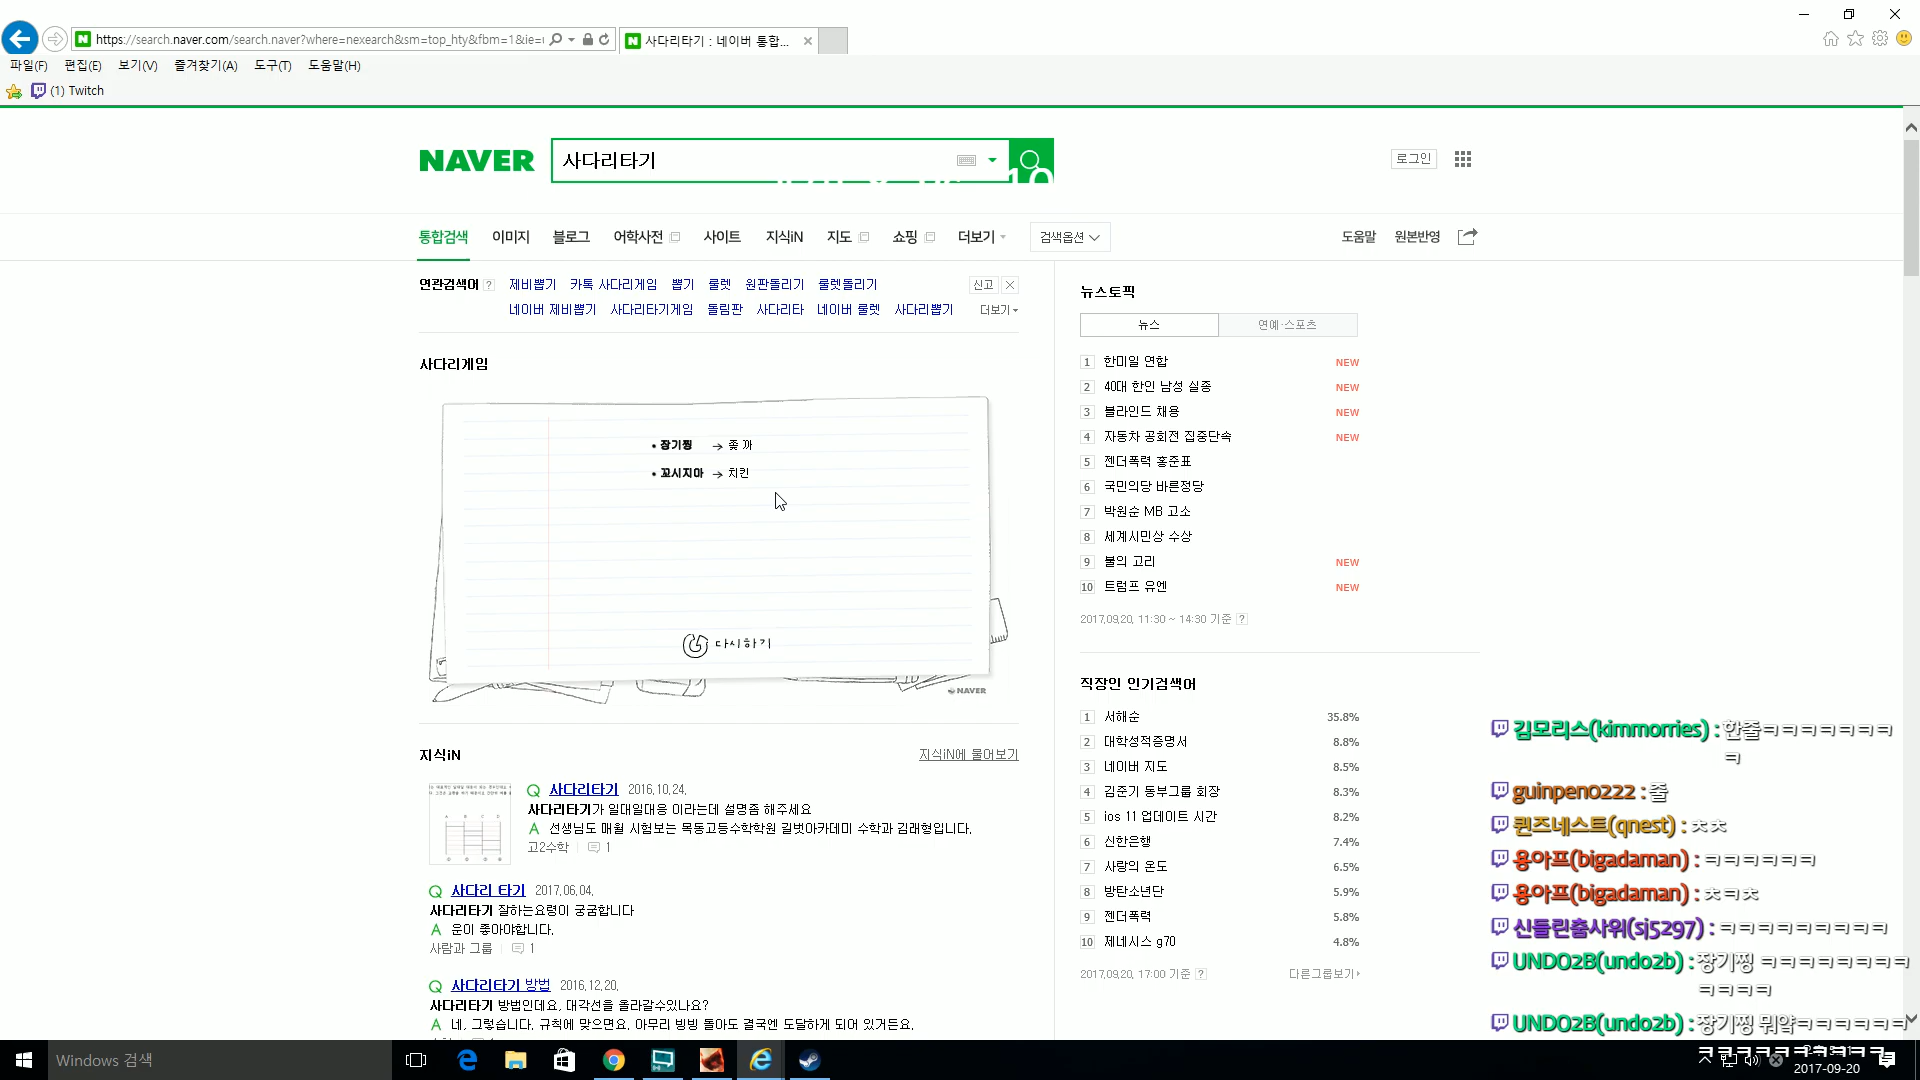 https://search.naver.com/search.naver?where=nexearch&sm=top_hty&fbm=1&ie=
사다리타기 : 네이버 통합...
파일(F) 편집(E) 보기(V) 즐겨찾기(A) 도구(T) 도움말(H)
(1) Twitch
NAVER
사다리타기
로그인
통합검색 이미지 블로그 어학사전 사이트 지식iN 지도 쇼핑 더보기 검색옵션
도움말 원본반영
연관검색어 ? 제비뽑기 카톡 사다리게임 뽑기 룰렛 원판돌리기 룰렛돌리기 신고
네이버 제비뽑기 사다리타기게임 돌림판 사다리타 네이버 룰렛 사다리뽑기 더보기
사다리게임
• 장기찡 → 좆 까
• 꼬시지아 → 치킨
다시하기
NAVER
지식iN
지식iN에 물어보기
Q 사다리타기 2016.10.24.
사다리타기가 일대일대응 이라는데 설명좀 해주세요
A 선생님도 매월 시험보는 목동고등수학학원 길벗아카데미 수학과 김래형입니다.
고2수학 1
Q 사다리 타기 2017.06.04.
사다리타기 잘하는요령이 궁굼합니다
A 운이 좋아야합니다.
사람과 그룹 1
Q 사다리타기 방법 2016.12.20.
사다리타기 방법인데요. 대각선을 올라갈수있나요?
A 네, 그렇습니다. 규칙에 맞으면요. 아무리 빙빙 돌아도 결국엔 도달하게 되어 있거든요.
뉴스토픽
뉴스 연예·스포츠
1 한미일 연합 NEW
2 40대 한인 남성 실종 NEW
3 블라인드 채용 NEW
4 자동차 공회전 집중단속 NEW
5 젠더폭력 홍준표
6 국민의당 바른정당
7 박원순 MB 고소
8 세계시민상 수상
9 불의 고리 NEW
10 트럼프 유엔 NEW
2017.09.20. 11:30 ~ 14:30 기준 ?
직장인 인기검색어
1 서해순 35.8%
2 대학성적증명서 8.8%
3 네이버 지도 8.5%
4 김준기 동부그룹 회장 8.3%
5 ios 11 업데이트 시간 8.2%
6 신한은행 7.4%
7 사랑의 온도 6.5%
8 방탄소년단 5.9%
9 젠더폭력 5.8%
10 제네시스 g70 4.8%
2017.09.20. 17:00 기준 ? 다른그룹보기
김모리스(kimmorries) : 한줄ㅋㅋㅋㅋㅋㅋㅋ
ㅋ
guinpen0222 : 줄
퀸즈네스트(qnest) : ㅊㅊ
용아프(bigadaman) : ㅋㅋㅋㅋㅋㅋ
용아프(bigadaman) : ㅊㅋㅊ
신들린춤사위(sj5297) : ㅋㅋㅋㅋㅋㅋㅋㅋㅋ
UNDO2B(undo2b) : 장기찡 ㅋㅋㅋㅋㅋㅋㅋㅋ
ㅋㅋㅋㅋ
UNDO2B(undo2b) : 장기찡 뭐얔ㅋㅋㅋㅋㅋㅋ
ㅋㅋㅋㅋㅋㅋㅋㅋㅋㅋ
Windows 검색
2017-09-20